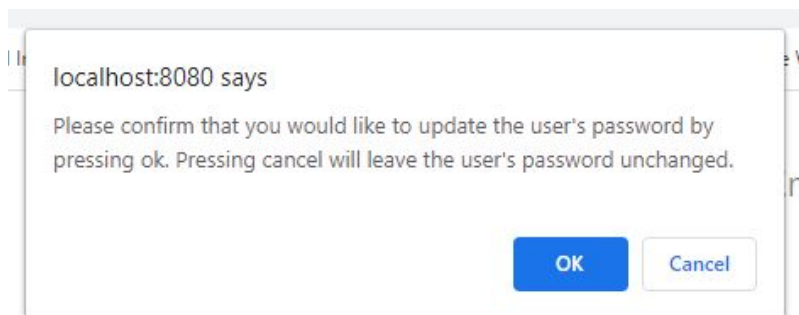 localhost:8080 says
Please confirm that you would like to update the user's password by
pressing ok. Pressing cancel will leave the user's password unchanged.
OK
Cancel